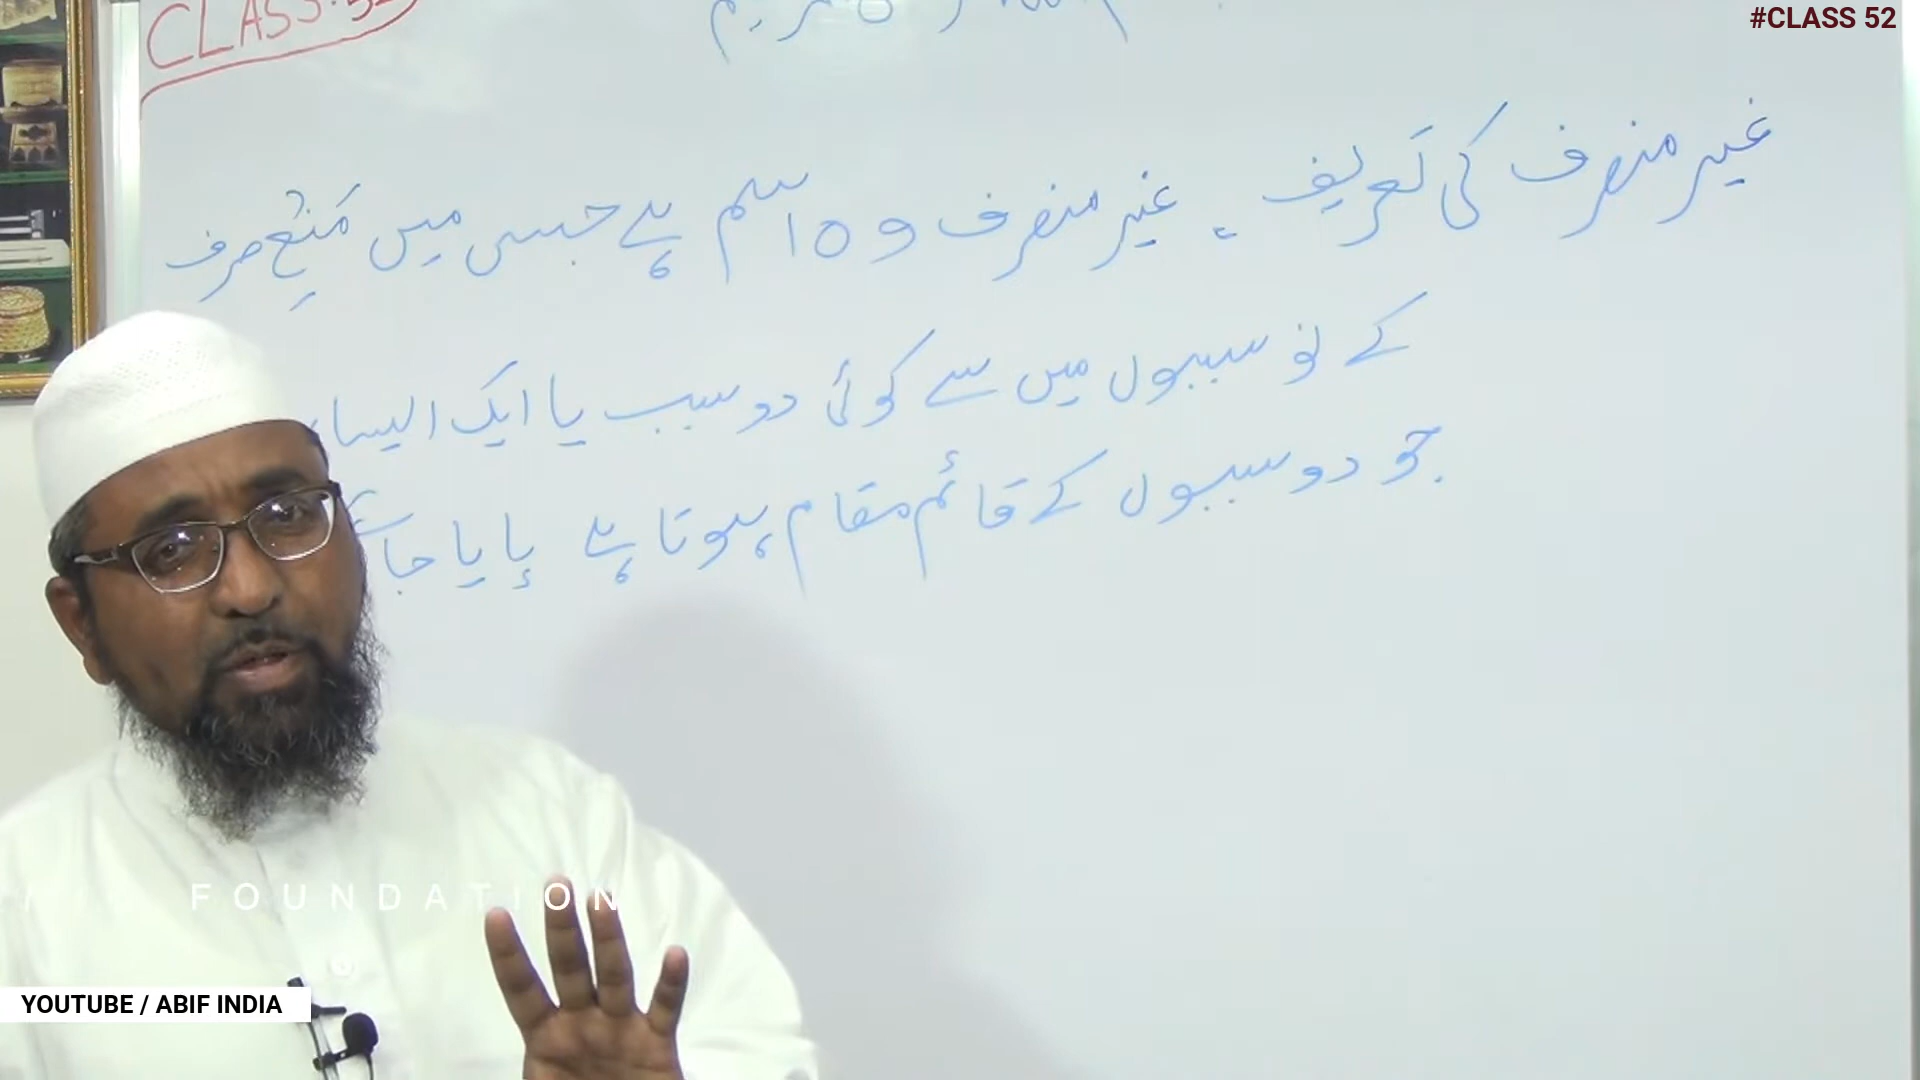 #CLASS 52
CLASS:52
غیر منصرف کی تعریف ۔ غیر منصرف وہ اسم ہے جس میں مَنْعِ صرف
کے نو سببوں میں سے کوئی دو سبب یا ایک ایسا
جو دو سببوں کے قائم مقام ہوتا ہے پایا جائے
FOUNDATION
YOUTUBE / ABIF INDIA